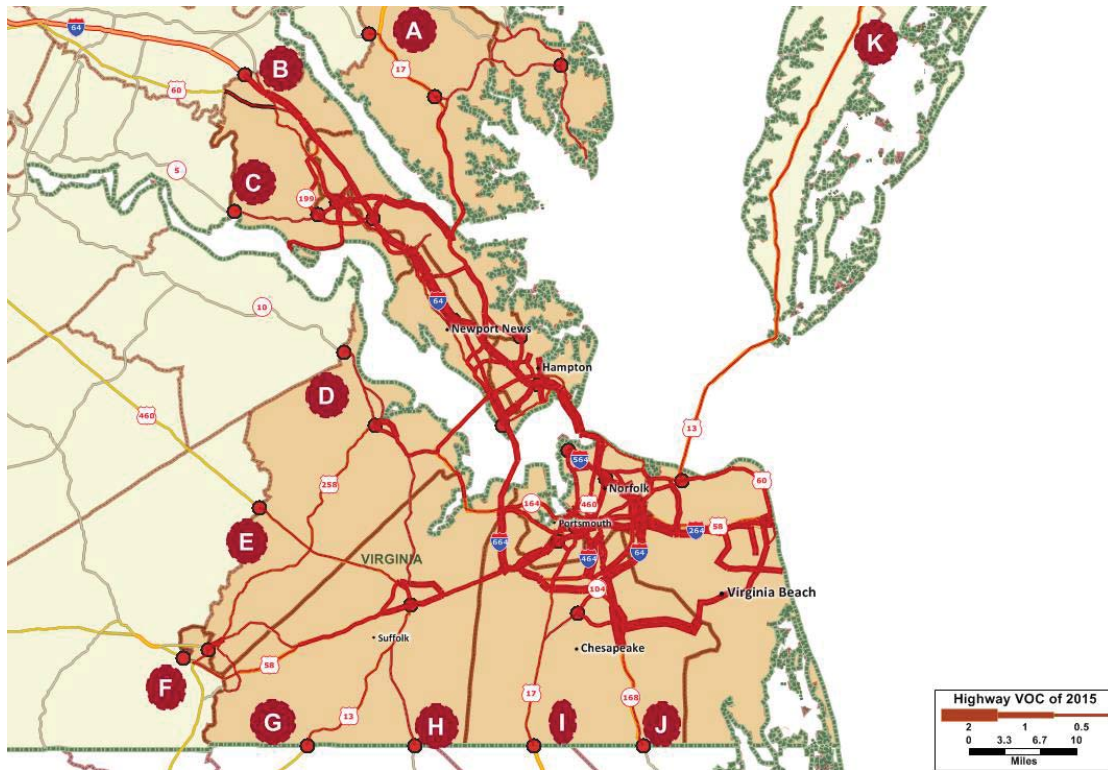 64
A
K
17
B
60
5
C
199
10
64
Newport News
Hampton
D
460
13
564
60
258
Norfolk
164
460
58
Portsmouth
264
E
664
64
VIRGINIA
464
104
Virginia Beach
Suffolk
Chesapeake
F
58
17
168
G
13
H
I
J
Highway VOC of 2015
2 1 0.5
0 3.3 6.7 10
Miles